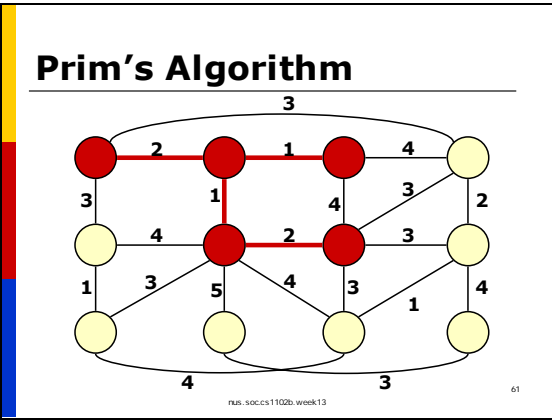 Prim's Algorithm
3
2 1 4
3 1 4 3 2
4 2 3
1 3 5 4 3 1 4
4 3
nus.soc.cs1102b.week13
61